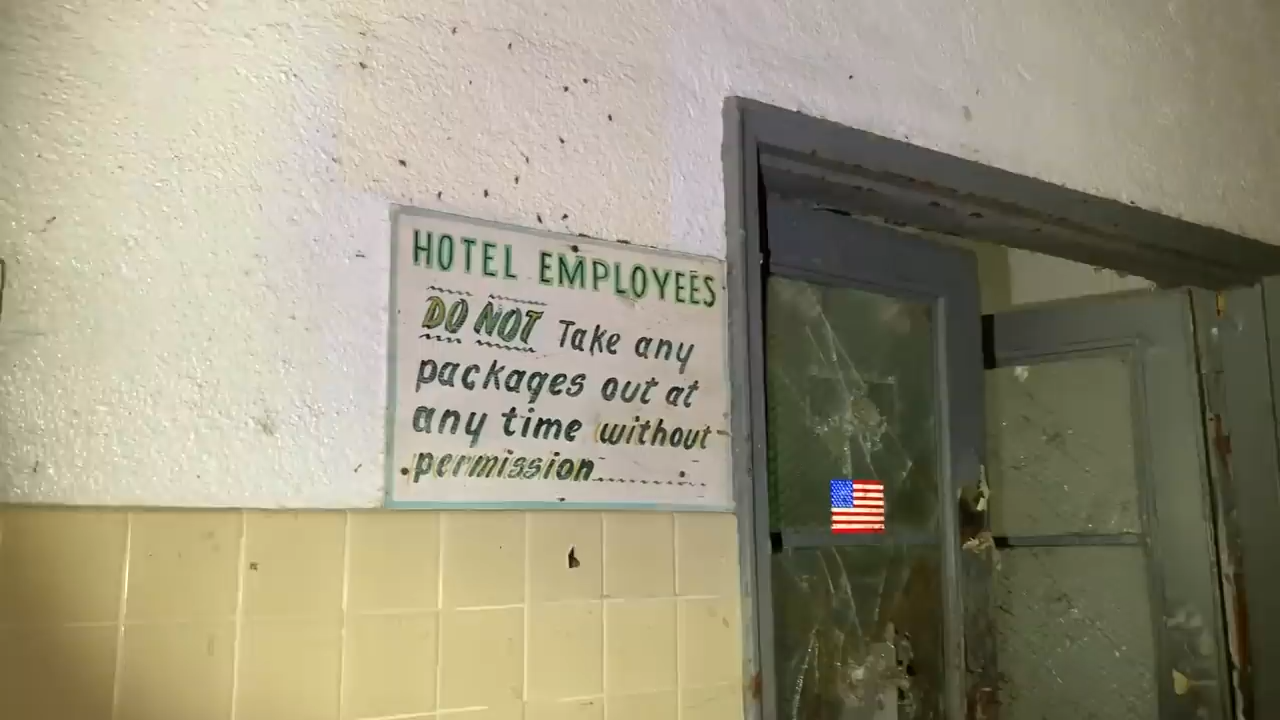 HOTEL EMPLOYEES
DO NOT Take any
packages out at
any time without
permission